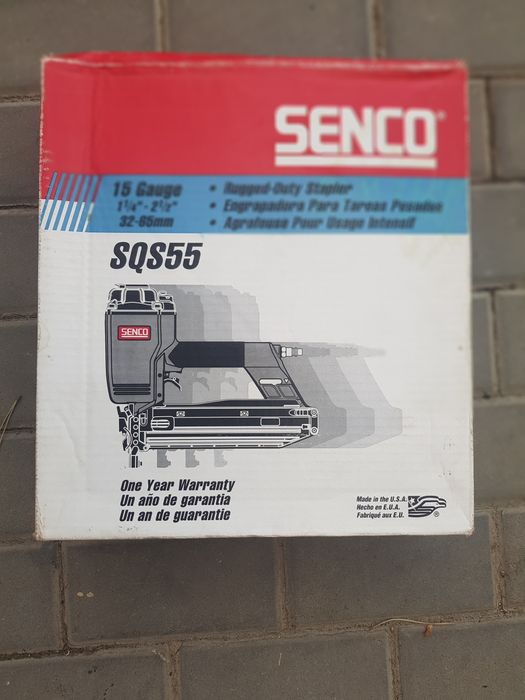 SENCO®
15 Gauge
1¼" - 2½"
32-65mm
• Rugged-Duty Stapler
• Engrapadora Para Tareas Pesadas
• Agrafeuse Pour Usage Intensif
SQS55
SENCO
One Year Warranty
Un año de garantia
Un an de guarantie
Made in the U.S.A.
Hecho en E.U.A.
Fabriqué aux E.U.
®